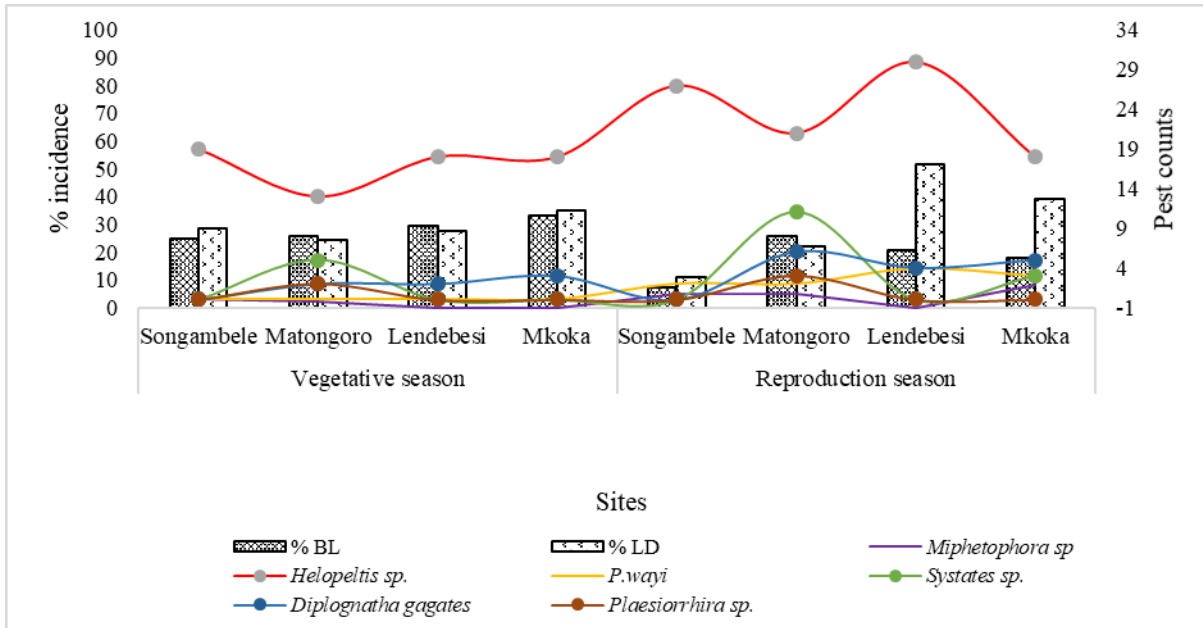 % incidence
100
90
80
70
60
50
40
30
20
10
0
Pest counts
34
29
24
19
14
9
4
-1
Songambele Matongoro Lendebesi Mkoka Songambele Matongoro Lendebesi Mkoka
Vegetative season Reproduction season
Sites
% BL % LD Miphetophora sp
Helopeltis sp. P.wayi Systates sp.
Diplognatha gagates Plaesiorrhira sp.